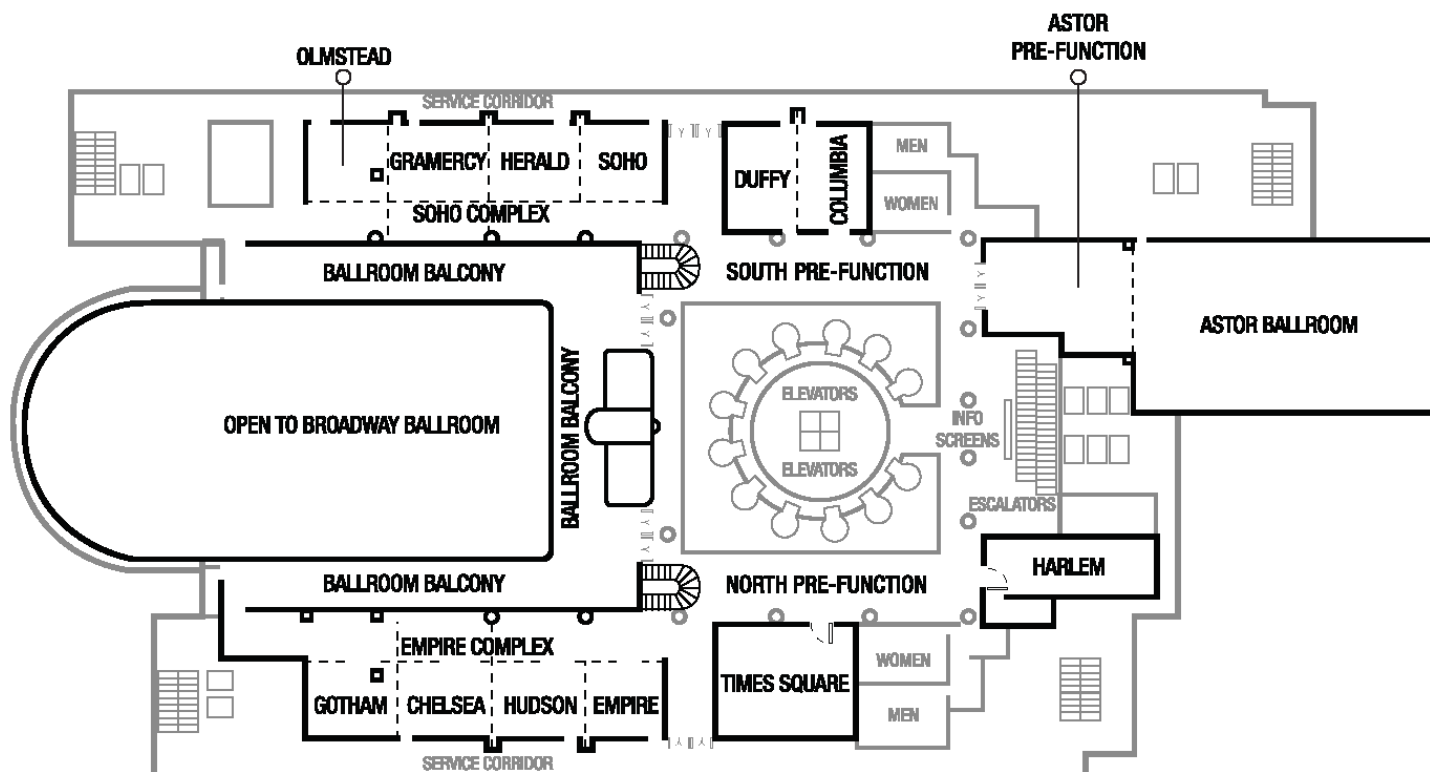 OLMSTEAD
ASTOR
PRE-FUNCTION
SERVICE CORRIDOR
GRAMERCY
HERALD
SOHO
DUFFY
COLUMBIA
MEN
WOMEN
SOHO COMPLEX
BALLROOM BALCONY
SOUTH PRE-FUNCTION
ASTOR BALLROOM
OPEN TO BROADWAY BALLROOM
BALLROOM BALCONY
ELEVATORS
ELEVATORS
INFO
SCREENS
ESCALATORS
BALLROOM BALCONY
NORTH PRE-FUNCTION
HARLEM
EMPIRE COMPLEX
GOTHAM
CHELSEA
HUDSON
EMPIRE
TIMES SQUARE
WOMEN
MEN
SERVICE CORRIDOR